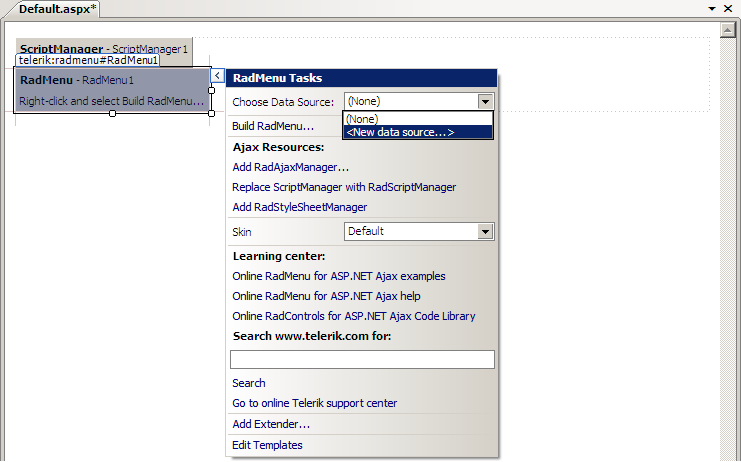 Default.aspx*
ScriptManager - ScriptManager1
telerik:radmenu#RadMenu1
RadMenu - RadMenu1
Right-click and select Build RadMenu...
RadMenu Tasks
Choose Data Source: (None)
(None)
<New data source...>
Build RadMenu...
Ajax Resources:
Add RadAjaxManager...
Replace ScriptManager with RadScriptManager
Add RadStyleSheetManager
Skin Default
Learning center:
Online RadMenu for ASP.NET Ajax examples
Online RadMenu for ASP.NET Ajax help
Online RadControls for ASP.NET Ajax Code Library
Search www.telerik.com for:
Search
Go to online Telerik support center
Add Extender...
Edit Templates